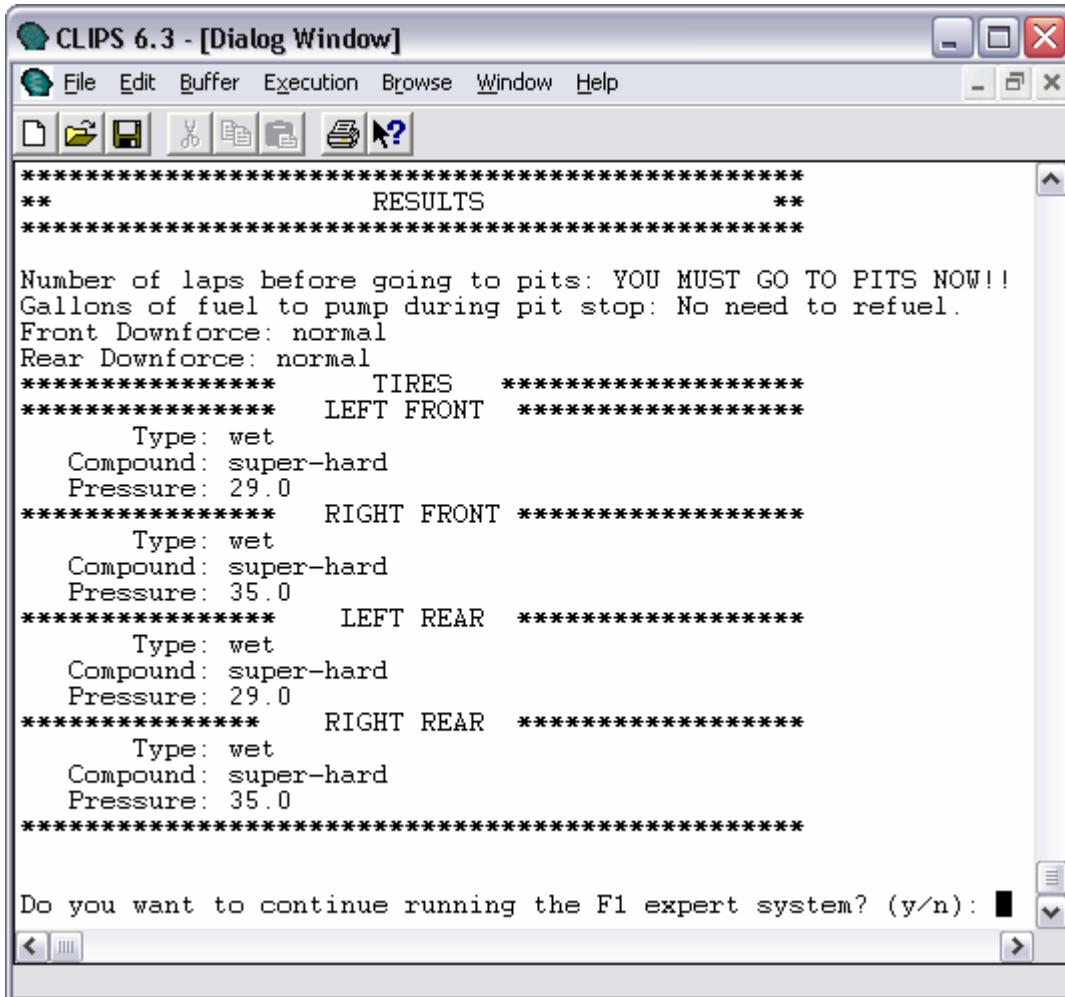 CLIPS 6.3 - [Dialog Window]
File Edit Buffer Execution Browse Window Help
*************************************************
** RESULTS **
*************************************************
Number of laps before going to pits: YOU MUST GO TO PITS NOW!!
Gallons of fuel to pump during pit stop: No need to refuel.
Front Downforce: normal
Rear Downforce: normal
**************** TIRES *******************
**************** LEFT FRONT ******************
Type: wet
Compound: super-hard
Pressure: 29.0
**************** RIGHT FRONT ******************
Type: wet
Compound: super-hard
Pressure: 35.0
**************** LEFT REAR ******************
Type: wet
Compound: super-hard
Pressure: 29.0
*************** RIGHT REAR ******************
Type: wet
Compound: super-hard
Pressure: 35.0
*************************************************
Do you want to continue running the F1 expert system? (y/n):